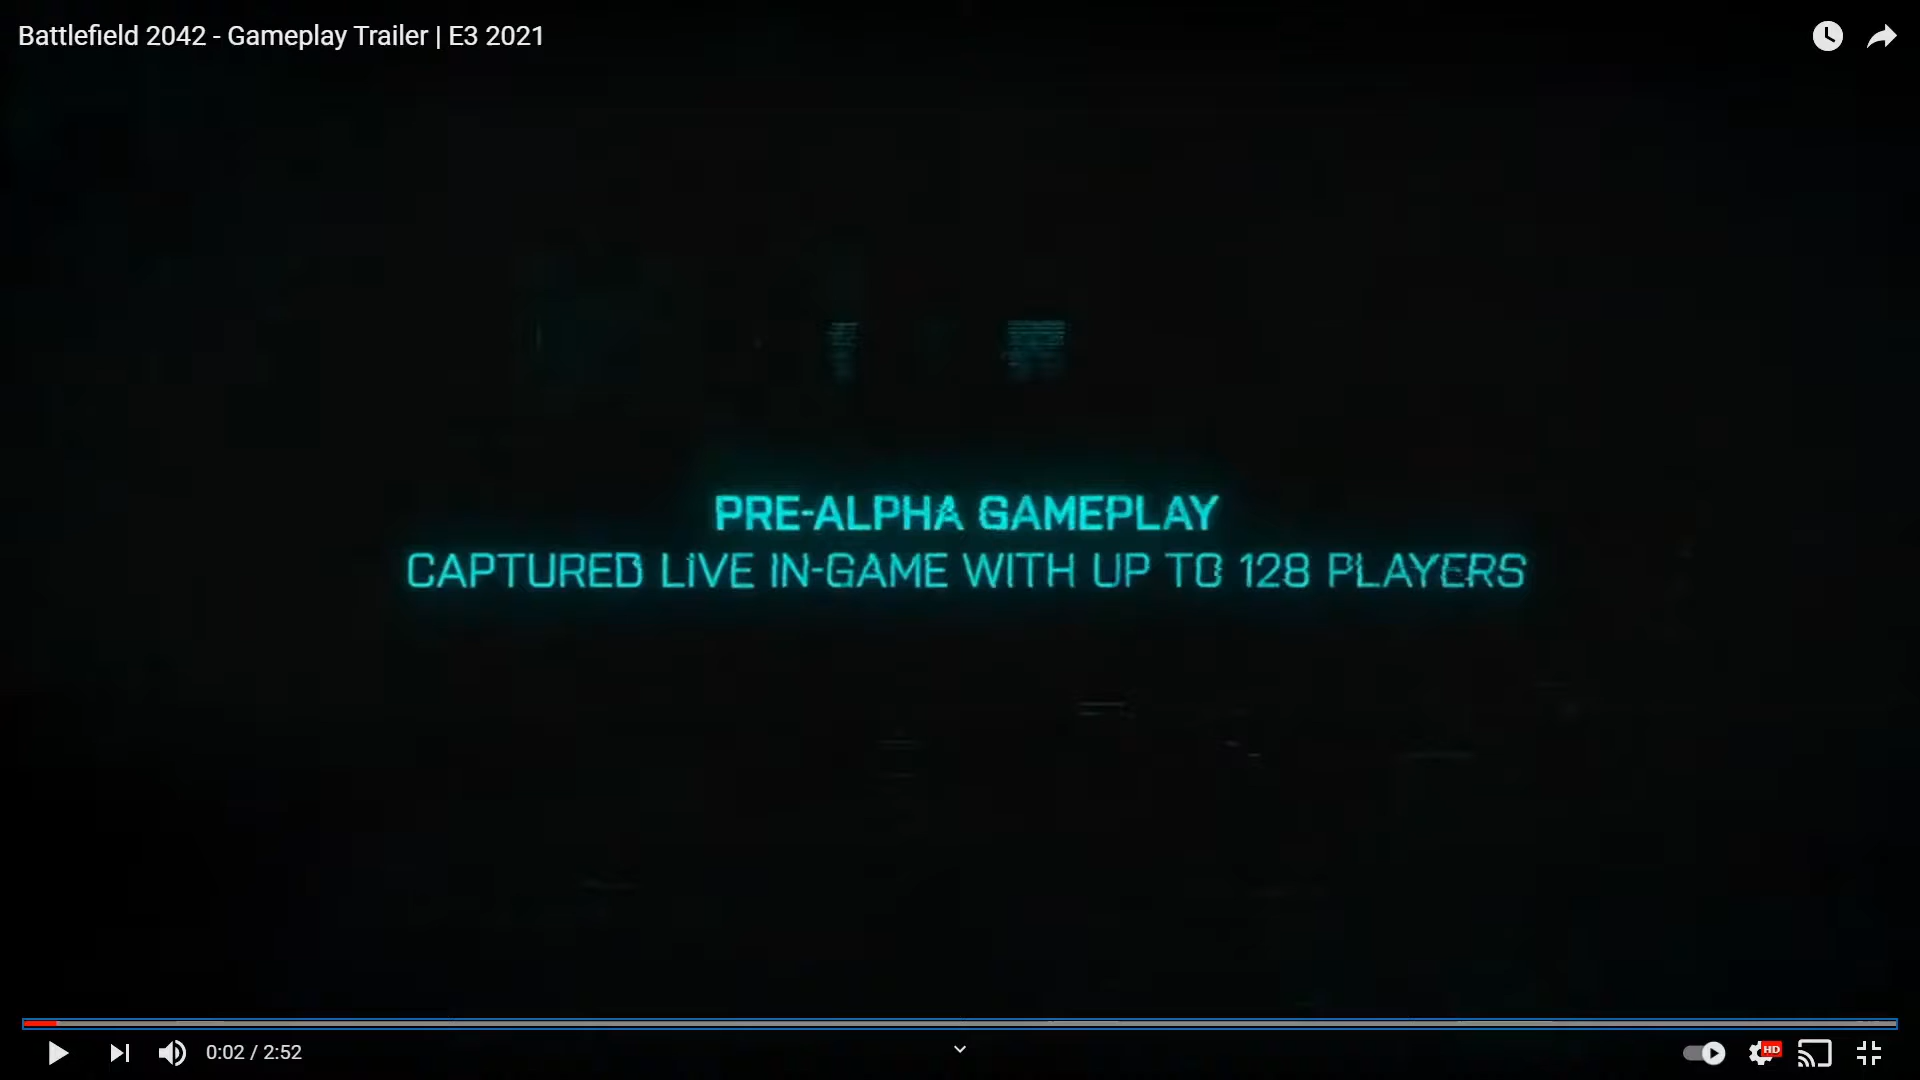 Battlefield 2042 - Gameplay Trailer | E3 2021
PRE-ALPHA GAMEPLAY
CAPTURED LIVE IN-GAME WITH UP TO 128 PLAYERS
0:02 / 2:52
HD